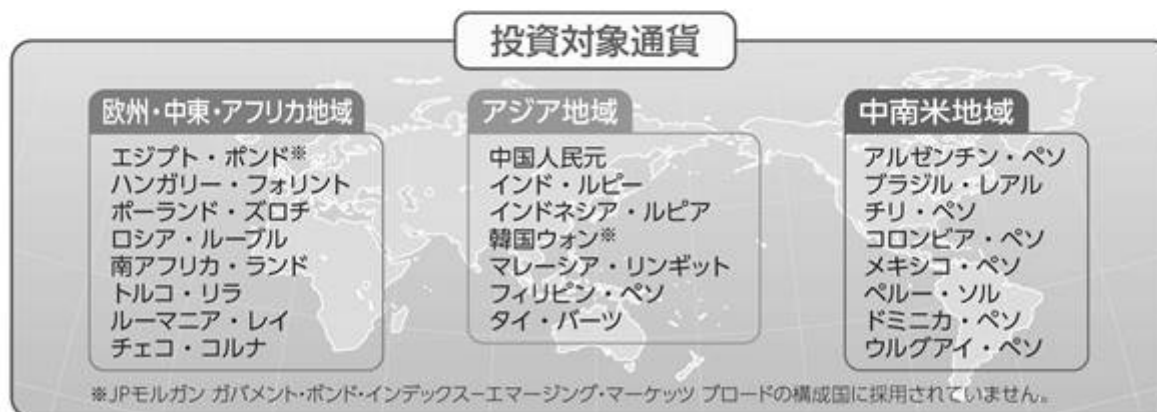 投資対象通貨
欧州・中東・アフリカ地域
エジプト・ポンド※
ハンガリー・フォリント
ポーランド・ズロチ
ロシア・ルーブル
南アフリカ・ランド
トルコ・リラ
ルーマニア・レイ
チェコ・コルナ
アジア地域
中国人民元
インド・ルピー
インドネシア・ルピア
韓国ウォン※
マレーシア・リンギット
フィリピン・ペソ
タイ・バーツ
中南米地域
アルゼンチン・ペソ
ブラジル・レアル
チリ・ペソ
コロンビア・ペソ
メキシコ・ペソ
ペルー・ソル
ドミニカ・ペソ
ウルグアイ・ペソ
※JPモルガン ガバメント・ボンド・インデックス−エマージング・マーケッツ ブロードの構成国に採用されていません。